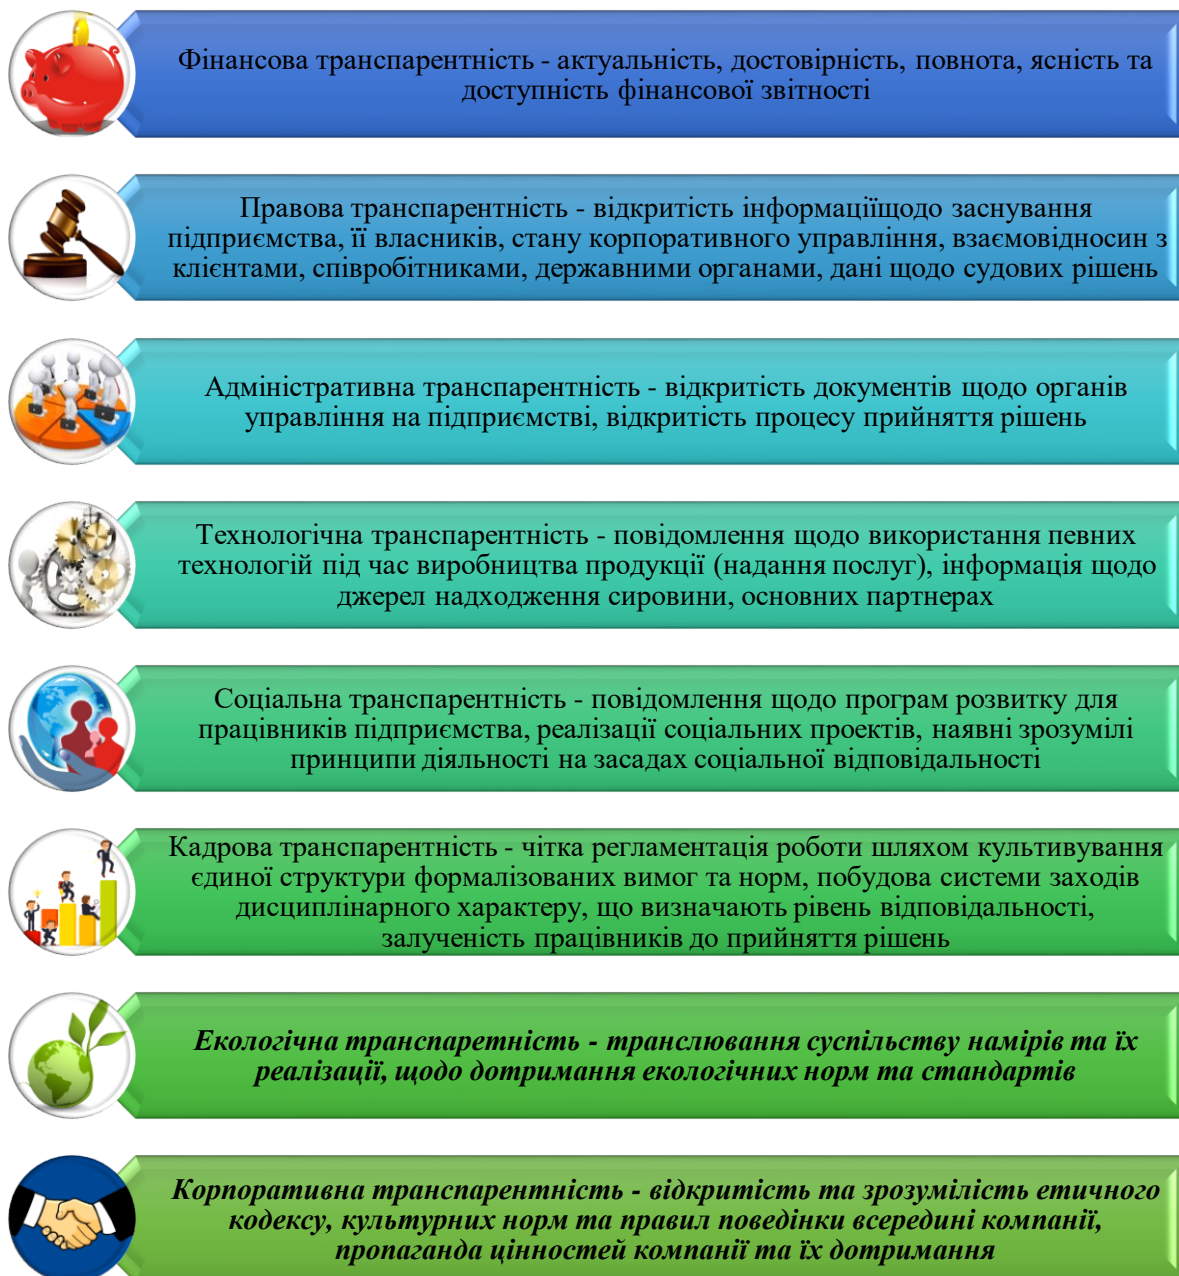 Фінансова транспарентність - актуальність, достовірність, повнота, ясність та
доступність фінансової звітності
Правова транспарентність - відкритість інформаціїщодо заснування
підприємства, її власників, стану корпоративного управління, взаємовідносин з
клієнтами, співробітниками, державними органами, дані щодо судових рішень
Адміністративна транспарентність - відкритість документів щодо органів
управління на підприємстві, відкритість процесу прийняття рішень
Технологічна транспарентність - повідомлення щодо використання певних
технологій під час виробництва продукції (надання послуг), інформація щодо
джерел надходження сировини, основних партнерах
Соціальна транспарентність - повідомлення щодо програм розвитку для
працівників підприємства, реалізації соціальних проектів, наявні зрозумілі
принципи діяльності на засадах соціальної відповідальності
Кадрова транспарентність - чітка регламентація роботи шляхом культивування
єдиної структури формалізованих вимог та норм, побудова системи заходів
дисциплінарного характеру, що визначають рівень відповідальності,
залученість працівників до прийняття рішень
Екологічна транспаретність - транслювання суспільству намірів та їх
реалізації, щодо дотримання екологічних норм та стандартів
Корпоративна транспарентність - відкритість та зрозумілість етичного
кодексу, культурних норм та правил поведінки всередині компанії,
пропаганда цінностей компанії та їх дотримання